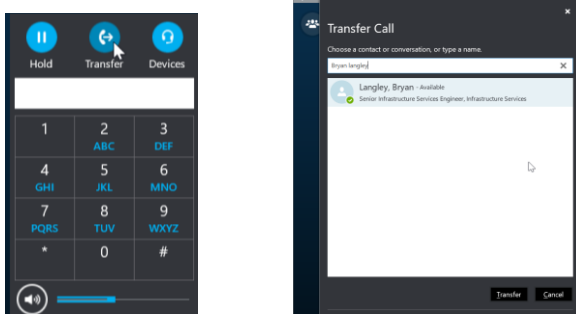 Hold Transfer Devices
1 2 3
ABC DEF
4 5 6
GHI JKL MNO
7 8 9
PQRS TUV WXYZ
* 0 #
Transfer Call
Choose a contact or conversation, or type a name.
Bryan langley
Langley, Bryan - Available
Senior Infrastructure Services Engineer, Infrastructure Services
Transfer Cancel